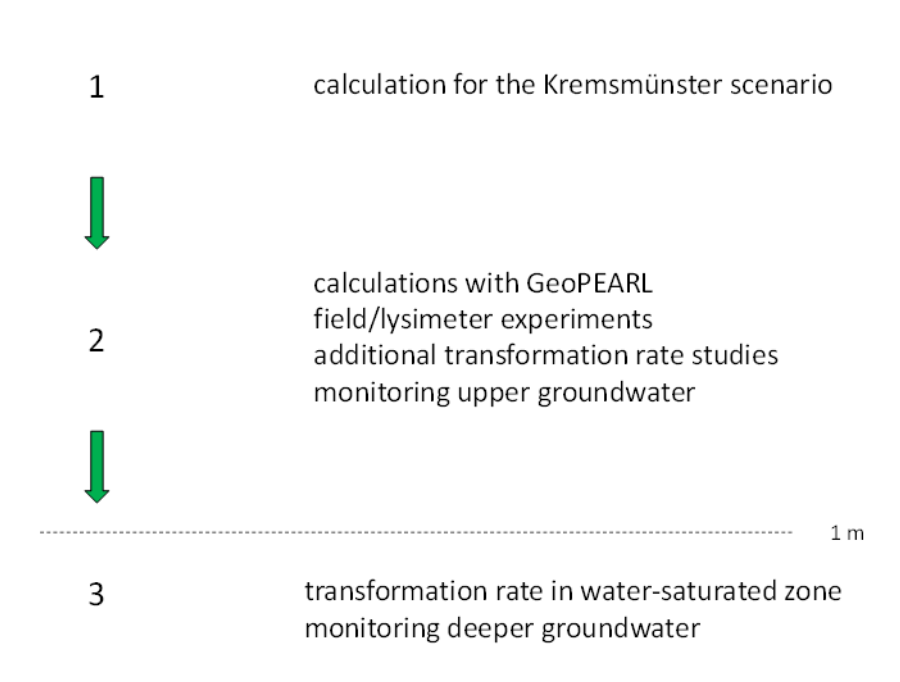 1
calculation for the Kremsmünster scenario
2
calculations with GeoPEARL
field/lysimeter experiments
additional transformation rate studies
monitoring upper groundwater
1 m
3
transformation rate in water-saturated zone
monitoring deeper groundwater